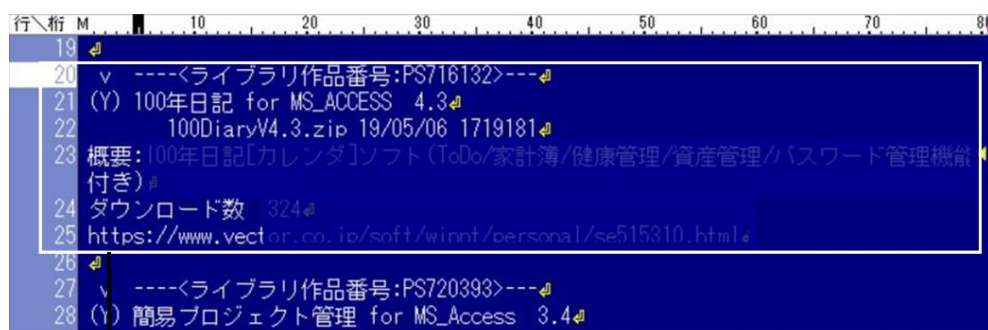 行＼桁 M 10 20 30 40 50 60 70 80
19
20 v ----<ライブラリ作品番号:PS716132>---
21 (Y) 100年日記 for MS_ACCESS 4.3
22 100DiaryV4.3.zip 19/05/06 1719181
23 概要:100年日記[カレンダ]ソフト(ToDo/家計簿/健康管理/資産管理/パスワード管理機能
付き)
24 ダウンロード数 324
25 https://www.vector.co.jp/soft/winnt/personal/se515310.html
26
27 v ----<ライブラリ作品番号:PS720393>---
28 (Y) 簡易プロジェクト管理 for MS_Access 3.4